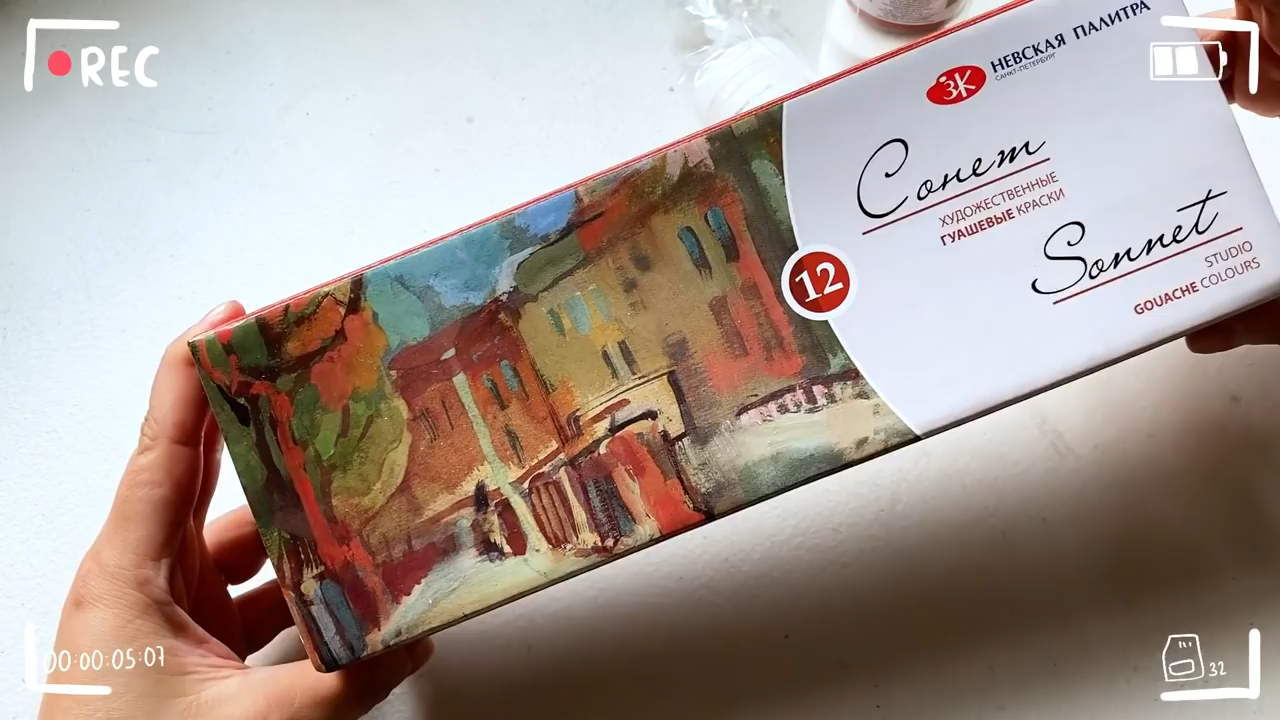 REC
ЗК
НЕВСКАЯ ПАЛИТРА
САНКТ-ПЕТЕРБУРГ
Сонет
ХУДОЖЕСТВЕННЫЕ
ГУАШЕВЫЕ КРАСКИ
12
Sonnet
STUDIO
GOUACHE COLOURS
00:00:05:07
32